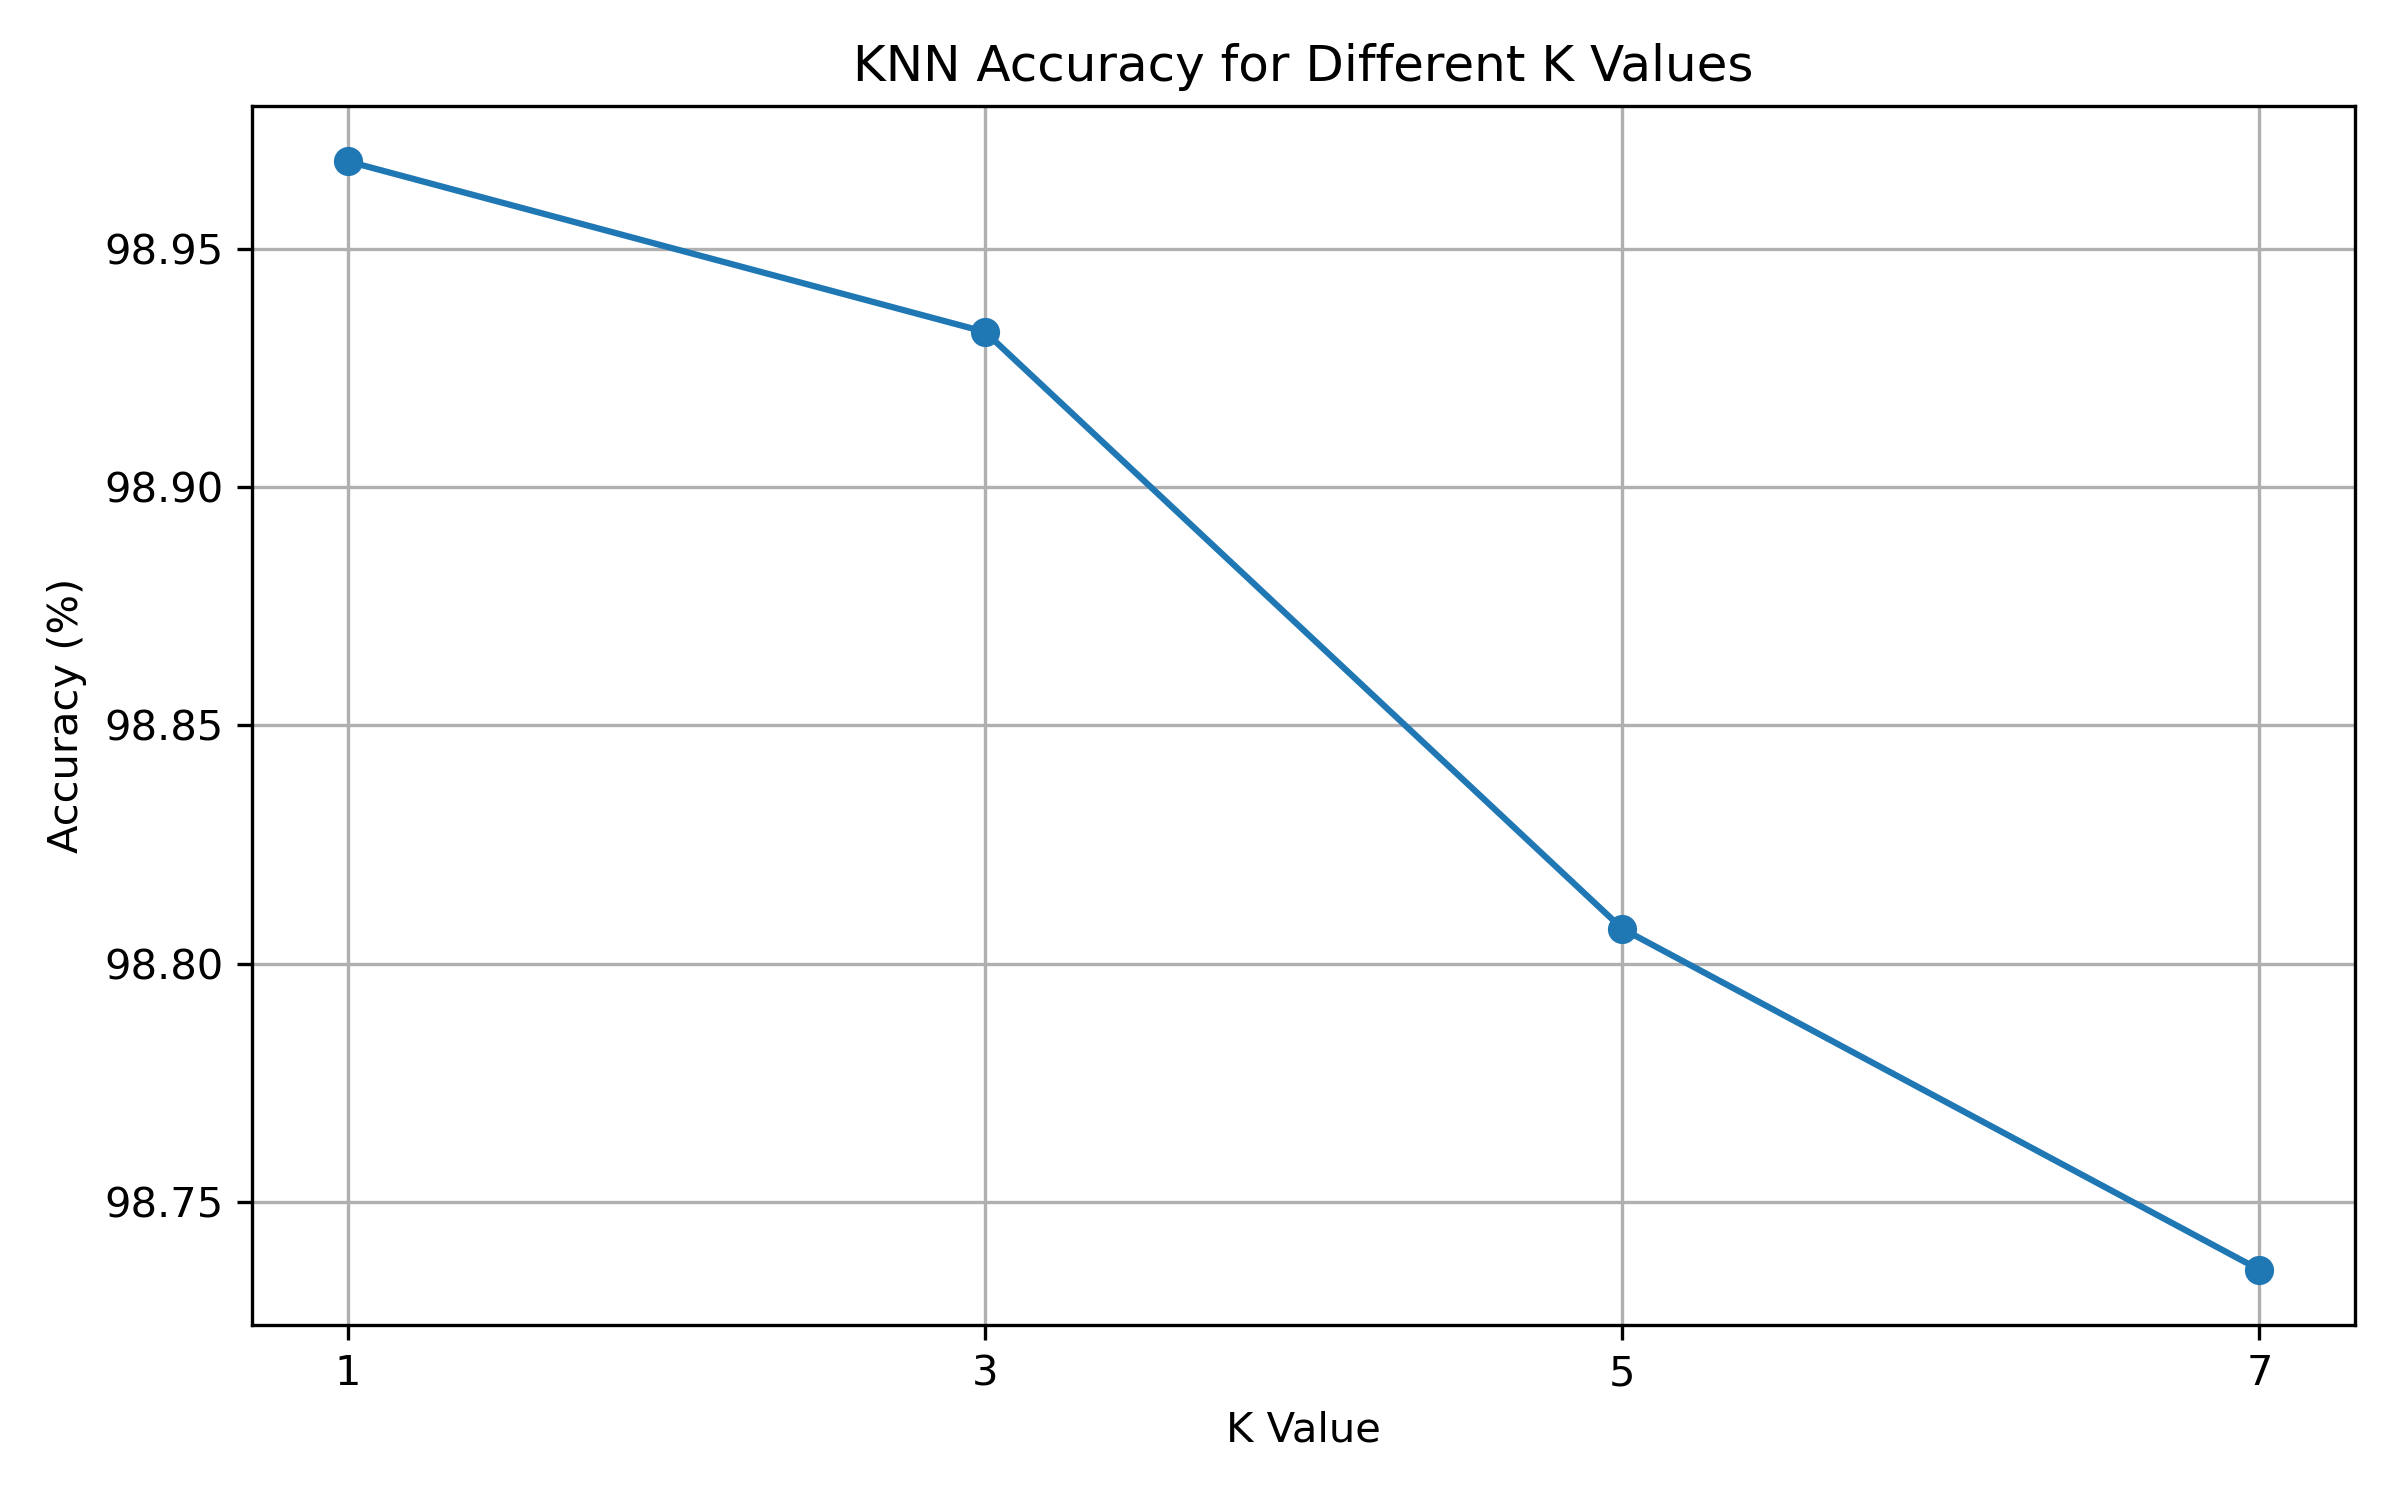 KNN Accuracy for Different K Values
98.95
98.90
98.85
98.80
98.75
Accuracy (%)
1 3 5 7
K Value